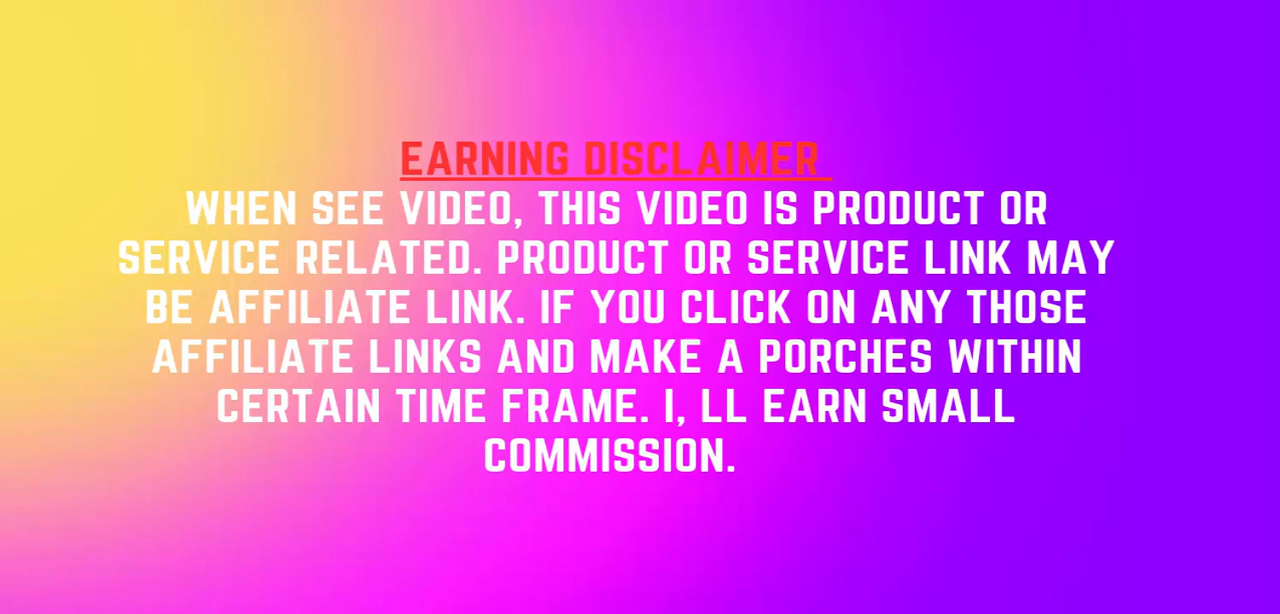 EARNING DISCLAIMER
WHEN SEE VIDEO, THIS VIDEO IS PRODUCT OR
SERVICE RELATED. PRODUCT OR SERVICE LINK MAY
BE AFFILIATE LINK. IF YOU CLICK ON ANY THOSE
AFFILIATE LINKS AND MAKE A PORCHES WITHIN
CERTAIN TIME FRAME. I, LL EARN SMALL
COMMISSION.